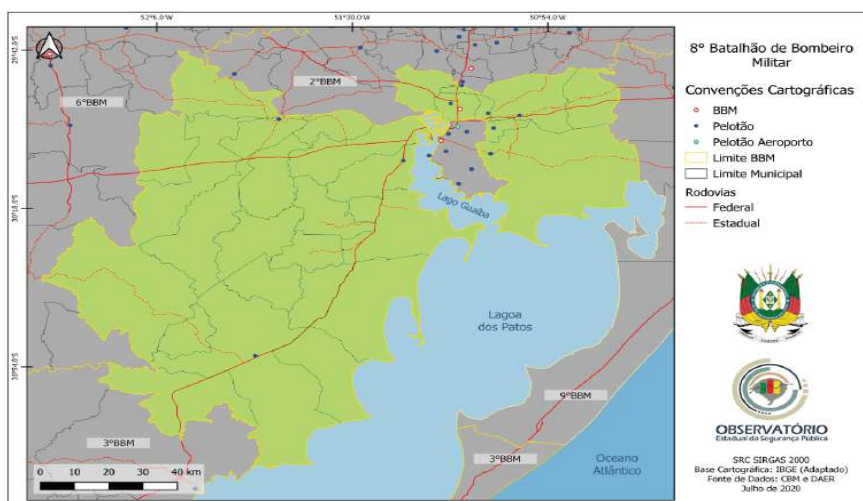 52°6.0'W
51°30.0'W
50°54.0'W
29°42.0'S
30°18.0'S
30°54.0'S
2°BBM
6°BBM
Lago Guaíba
Lagoa
dos Patos
9°BBM
3°BBM
3°BBM
Oceano
Atlântico
0 10 20 30 40 km
8° Batalhão de Bombeiro
Militar
Convenções Cartográficas
BBM
Pelotão
Pelotão Aeroporto
Limite BBM
Limite Municipal
Rodovias
Federal
Estadual
OBSERVATÓRIO
Estadual da Segurança Pública
SRC SIRGAS 2000
Base Cartográfica: IBGE (Adaptado)
Fonte de Dados: CBM e DAER
Julho de 2020